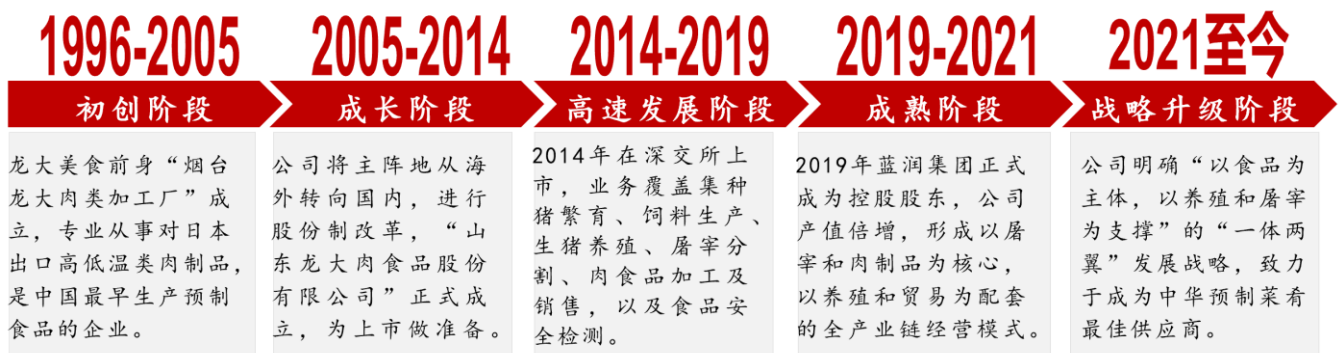 1996-2005
初创阶段
龙大美食前身“烟台
龙大肉类加工厂”成
立，专业从事对日本
出口高低温类肉制品，
是中国最早生产预制
食品的企业。
2005-2014
成长阶段
公司将主阵地从海
外转向国内，进行
股份制改革，“山
东龙大肉食品股份
有限公司”正式成
立，为上市做准备。
2014-2019
高速发展阶段
2014年在深交所上
市，业务覆盖集种
猪繁育、饲料生产、
生猪养殖、屠宰分
割、肉食品加工及
销售，以及食品安
全检测。
2019-2021
成熟阶段
2019年蓝润集团正式
成为控股股东，公司
产值倍增，形成以屠
宰和肉制品为核心，
以养殖和贸易为配套
的全产业链经营模式。
2021至今
战略升级阶段
公司明确“以食品为
主体，以养殖和屠宰
为支撑”的“一体两
翼”发展战略，致力
于成为中华预制菜肴
最佳供应商。